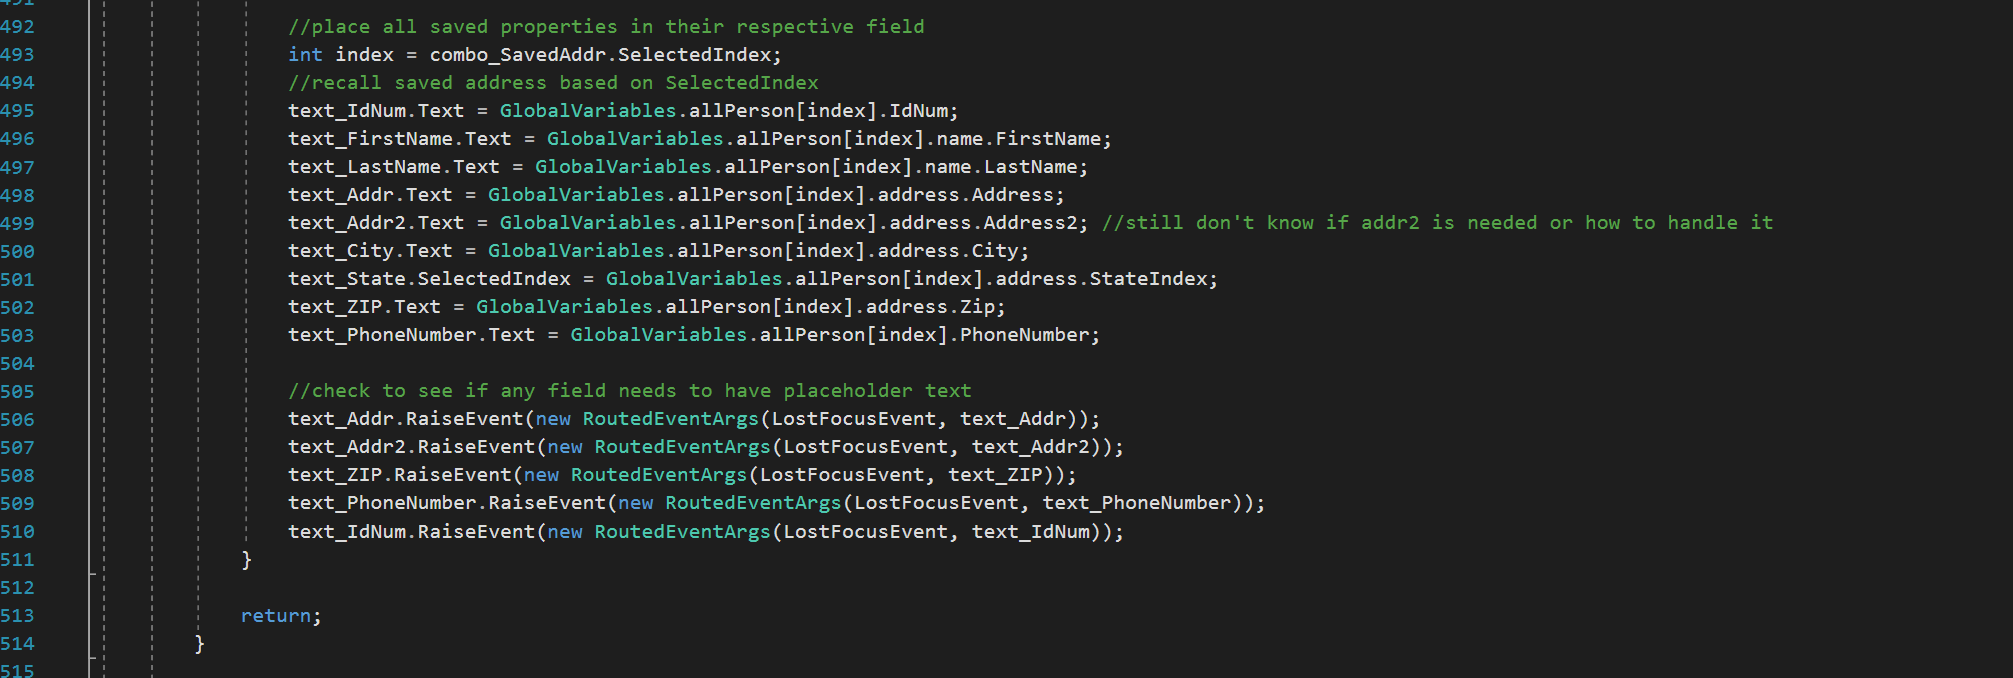 491
492 //place all saved properties in their respective field
493 int index = combo_SavedAddr.SelectedIndex;
494 //recall saved address based on SelectedIndex
495 text_IdNum.Text = GlobalVariables.allPerson[index].IdNum;
496 text_FirstName.Text = GlobalVariables.allPerson[index].name.FirstName;
497 text_LastName.Text = GlobalVariables.allPerson[index].name.LastName;
498 text_Addr.Text = GlobalVariables.allPerson[index].address.Address;
499 text_Addr2.Text = GlobalVariables.allPerson[index].address.Address2; //still don't know if addr2 is needed or how to handle it
500 text_City.Text = GlobalVariables.allPerson[index].address.City;
501 text_State.SelectedIndex = GlobalVariables.allPerson[index].address.StateIndex;
502 text_ZIP.Text = GlobalVariables.allPerson[index].address.Zip;
503 text_PhoneNumber.Text = GlobalVariables.allPerson[index].PhoneNumber;
504
505 //check to see if any field needs to have placeholder text
506 text_Addr.RaiseEvent(new RoutedEventArgs(LostFocusEvent, text_Addr));
507 text_Addr2.RaiseEvent(new RoutedEventArgs(LostFocusEvent, text_Addr2));
508 text_ZIP.RaiseEvent(new RoutedEventArgs(LostFocusEvent, text_ZIP));
509 text_PhoneNumber.RaiseEvent(new RoutedEventArgs(LostFocusEvent, text_PhoneNumber));
510 text_IdNum.RaiseEvent(new RoutedEventArgs(LostFocusEvent, text_IdNum));
511 }
512
513 return;
514 }
515